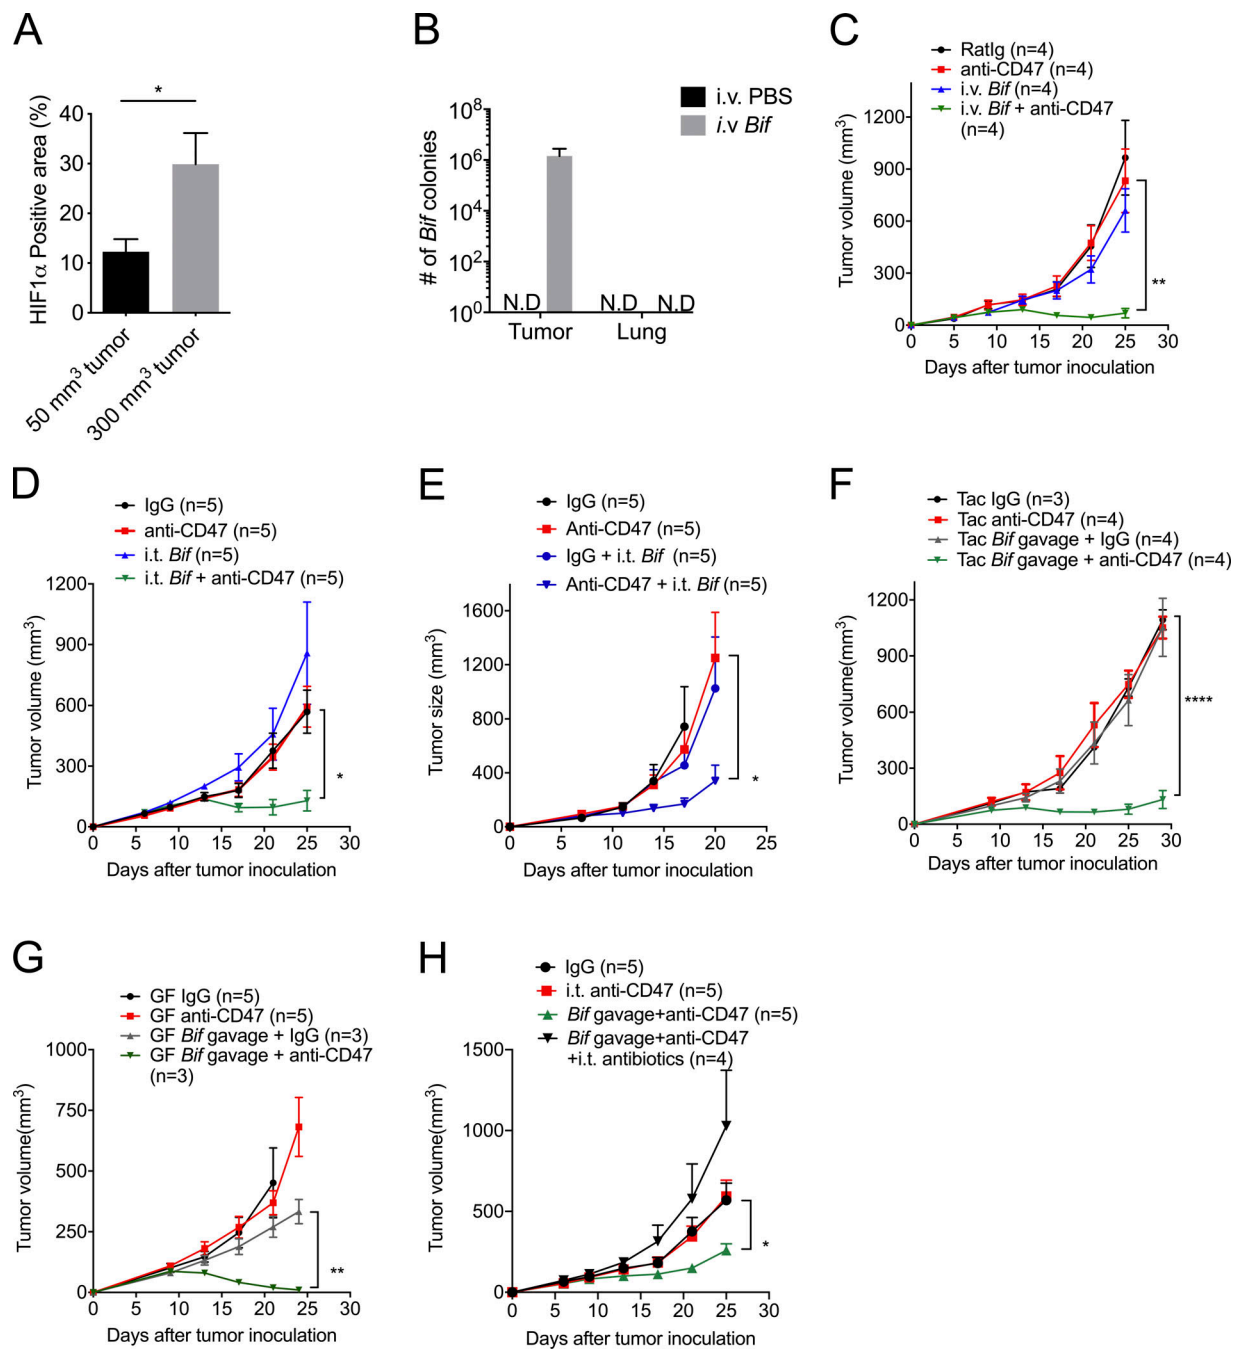 A
HIF1α Positive area (%)
40
30
20
10
0
*
50 mm³ tumor
300 mm³ tumor
B
# of Bif colonies
10⁸
10⁶
10⁴
10²
10⁰
i.v. PBS
i.v Bif
N.D
N.D
N.D
Tumor
Lung
C
RatIg (n=4)
anti-CD47 (n=4)
i.v. Bif (n=4)
i.v. Bif + anti-CD47
(n=4)
Tumor volume (mm³)
1200
900
600
300
0
**
0 5 10 15 20 25 30
Days after tumor inoculation
D
IgG (n=5)
anti-CD47 (n=5)
i.t. Bif (n=5)
i.t. Bif + anti-CD47 (n=5)
Tumor volume (mm³)
1200
900
600
300
0
*
0 5 10 15 20 25 30
Days after tumor inoculation
E
IgG (n=5)
Anti-CD47 (n=5)
IgG + i.t. Bif (n=5)
Anti-CD47 + i.t. Bif (n=5)
Tumor size (mm³)
1600
1200
800
400
0
*
0 5 10 15 20 25
Days after tumor inoculation
F
Tac IgG (n=3)
Tac anti-CD47 (n=4)
Tac Bif gavage + IgG (n=4)
Tac Bif gavage + anti-CD47 (n=4)
Tumor volume(mm³)
1200
900
600
300
0
****
0 5 10 15 20 25 30
Days after tumor inoculation
G
GF IgG (n=5)
GF anti-CD47 (n=5)
GF Bif gavage + IgG (n=3)
GF Bif gavage + anti-CD47
(n=3)
Tumor volume(mm³)
1000
750
500
250
0
**
0 5 10 15 20 25 30
Days after tumor inoculation
H
IgG (n=5)
i.t. anti-CD47 (n=5)
Bif gavage+anti-CD47 (n=5)
Bif gavage+anti-CD47
+i.t. antibiotics (n=4)
Tumor volume(mm³)
1500
1000
500
0
*
0 5 10 15 20 25 30
Days after tumor inoculation